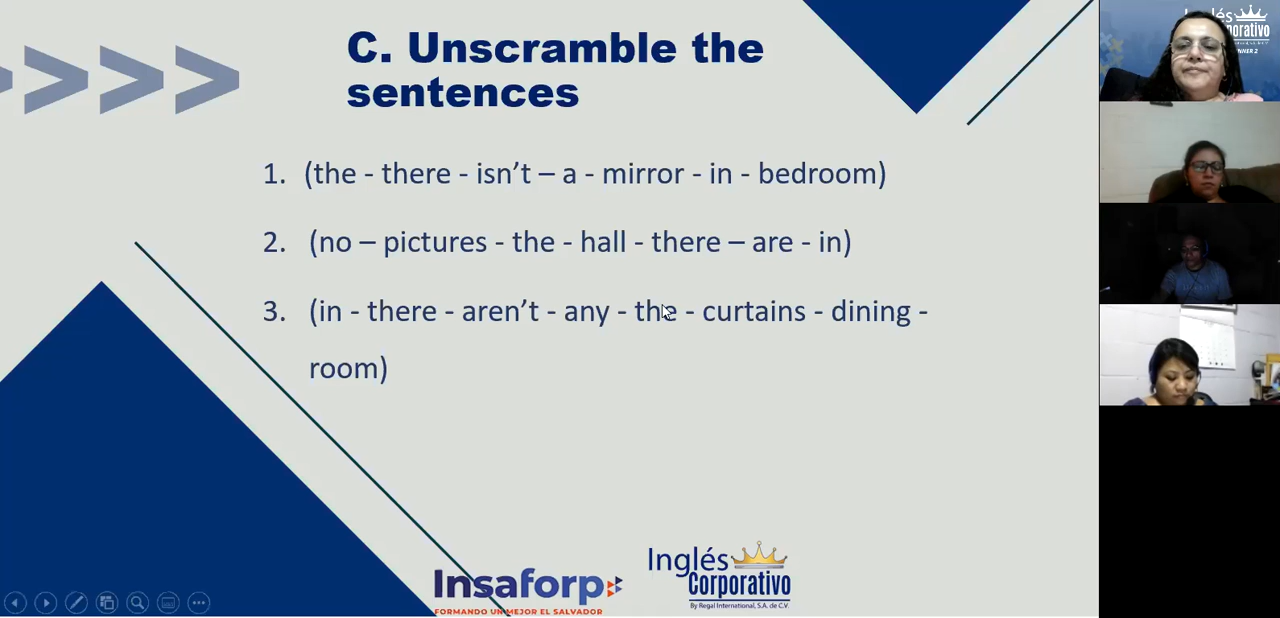 C. Unscramble the
sentences
1. (the - there - isn’t – a - mirror - in - bedroom)
2. (no – pictures - the - hall - there – are - in)
3. (in - there - aren’t - any - the - curtains - dining -
room)
Insaforp
FORMANDO UN MEJOR EL SALVADOR
Inglés
Corporativo
By Regal International, S.A. de C.V.